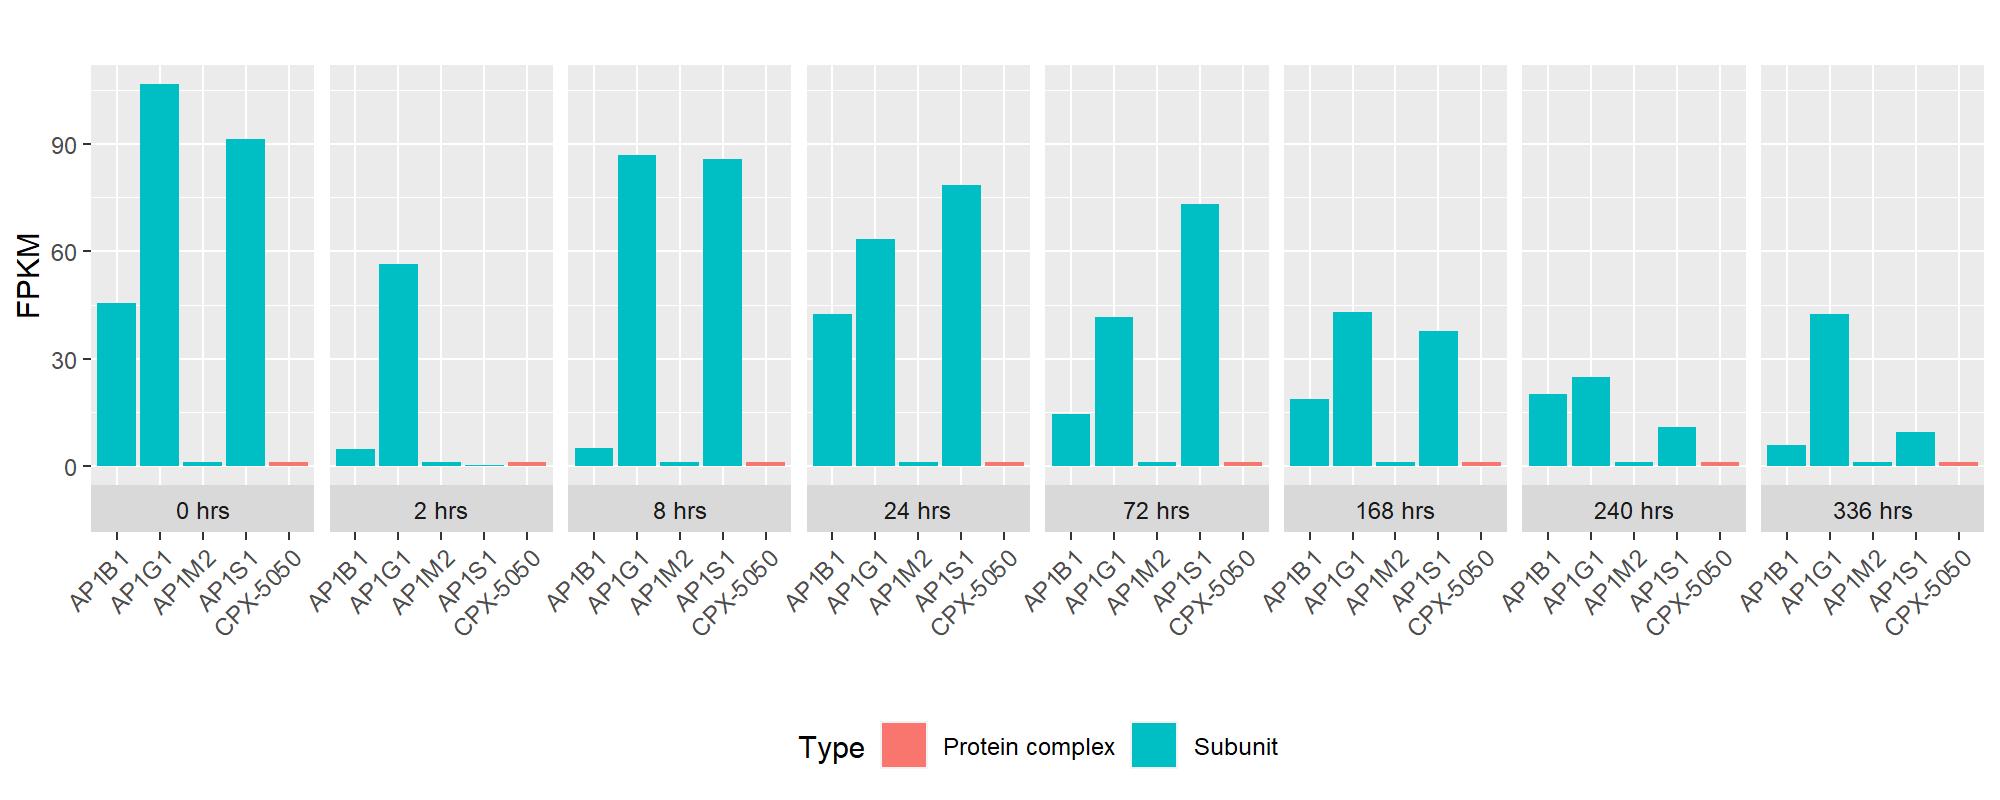 FPKM
90
60
30
0
0 hrs 2 hrs 8 hrs 24 hrs 72 hrs 168 hrs 240 hrs 336 hrs
AP1B1 AP1G1 AP1M2 AP1S1 CPX-5050 AP1B1 AP1G1 AP1M2 AP1S1 CPX-5050 AP1B1 AP1G1 AP1M2 AP1S1 CPX-5050 AP1B1 AP1G1 AP1M2 AP1S1 CPX-5050 AP1B1 AP1G1 AP1M2 AP1S1 CPX-5050 AP1B1 AP1G1 AP1M2 AP1S1 CPX-5050 AP1B1 AP1G1 AP1M2 AP1S1 CPX-5050 AP1B1 AP1G1 AP1M2 AP1S1 CPX-5050
Type Protein complex Subunit